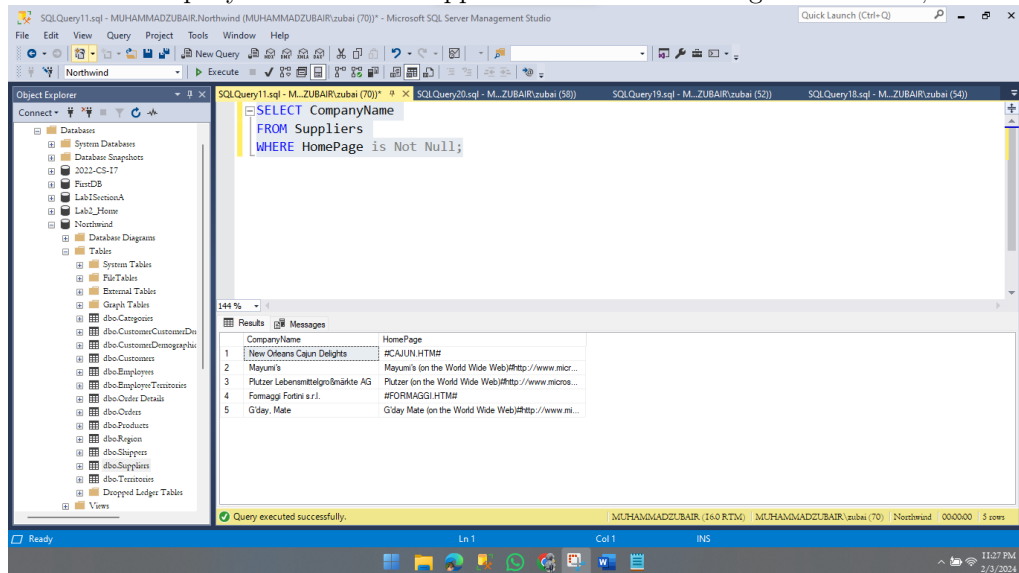 SQLQuery11.sql - MUHAMMADZUBAIR.Northwind (MUHAMMADZUBAIR\zubai (70))* - Microsoft SQL Server Management Studio
Quick Launch (Ctrl+Q)
File Edit View Query Project Tools Window Help
New Query
Northwind Execute
Object Explorer
SQLQuery11.sql - M...ZUBAIR\zubai (70))* SQLQuery20.sql - M...ZUBAIR\zubai (58)) SQLQuery19.sql - M...ZUBAIR\zubai (52)) SQLQuery18.sql - M...ZUBAIR\zubai (54))
Connect
Databases
System Databases
Database Snapshots
2022-CS-I7
FirstDB
Lab1SectionA
Lab2_Home
Northwind
Database Diagrams
Tables
System Tables
FileTables
External Tables
Graph Tables
dbo.Categories
dbo.CustomerCustomerDe
dbo.CustomerDemographic
dbo.Customers
dbo.Employees
dbo.EmployeeTerritories
dbo.Order Details
dbo.Orders
dbo.Products
dbo.Region
dbo.Shippers
dbo.Suppliers
dbo.Territories
Dropped Ledger Tables
Views
SELECT CompanyName
FROM Suppliers
WHERE HomePage is Not Null;
144 %
Results Messages
CompanyName HomePage
1 New Orleans Cajun Delights #CAJUN.HTM#
2 Mayumi's Mayumi's (on the World Wide Web)#http://www.micr...
3 Plutzer Lebensmittelgroßmärkte AG Plutzer (on the World Wide Web)#http://www.micros...
4 Formaggi Fortini s.r.l. #FORMAGGI.HTM#
5 G'day, Mate G'day Mate (on the World Wide Web)#http://www.mi...
Query executed successfully. MUHAMMADZUBAIR (16.0 RTM) MUHAMMADZUBAIR\zubai (70) Northwind 00:00:00 5 rows
Ready Ln 1 Col 1 INS
11:27 PM
2/3/2024